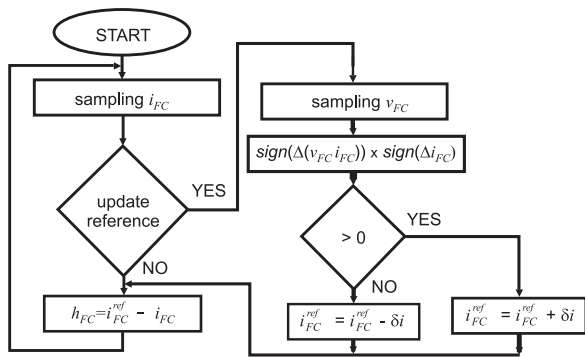 START
sampling i_FC
update
reference
YES
NO
h_FC=i_FC^ref - i_FC
sampling v_FC
sign(Δ(v_FC i_FC)) x sign(Δi_FC)
> 0
YES
NO
i_FC^ref = i_FC^ref - δi
i_FC^ref = i_FC^ref + δi